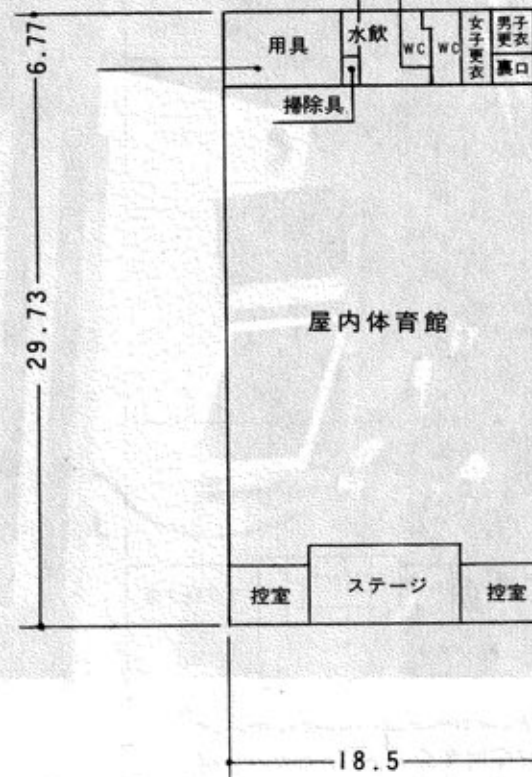 6.77
用具
水飲
WC
WC
女子更衣
男子更衣
裏口
掃除具
29.73
屋内体育館
控室
ステージ
控室
18.5